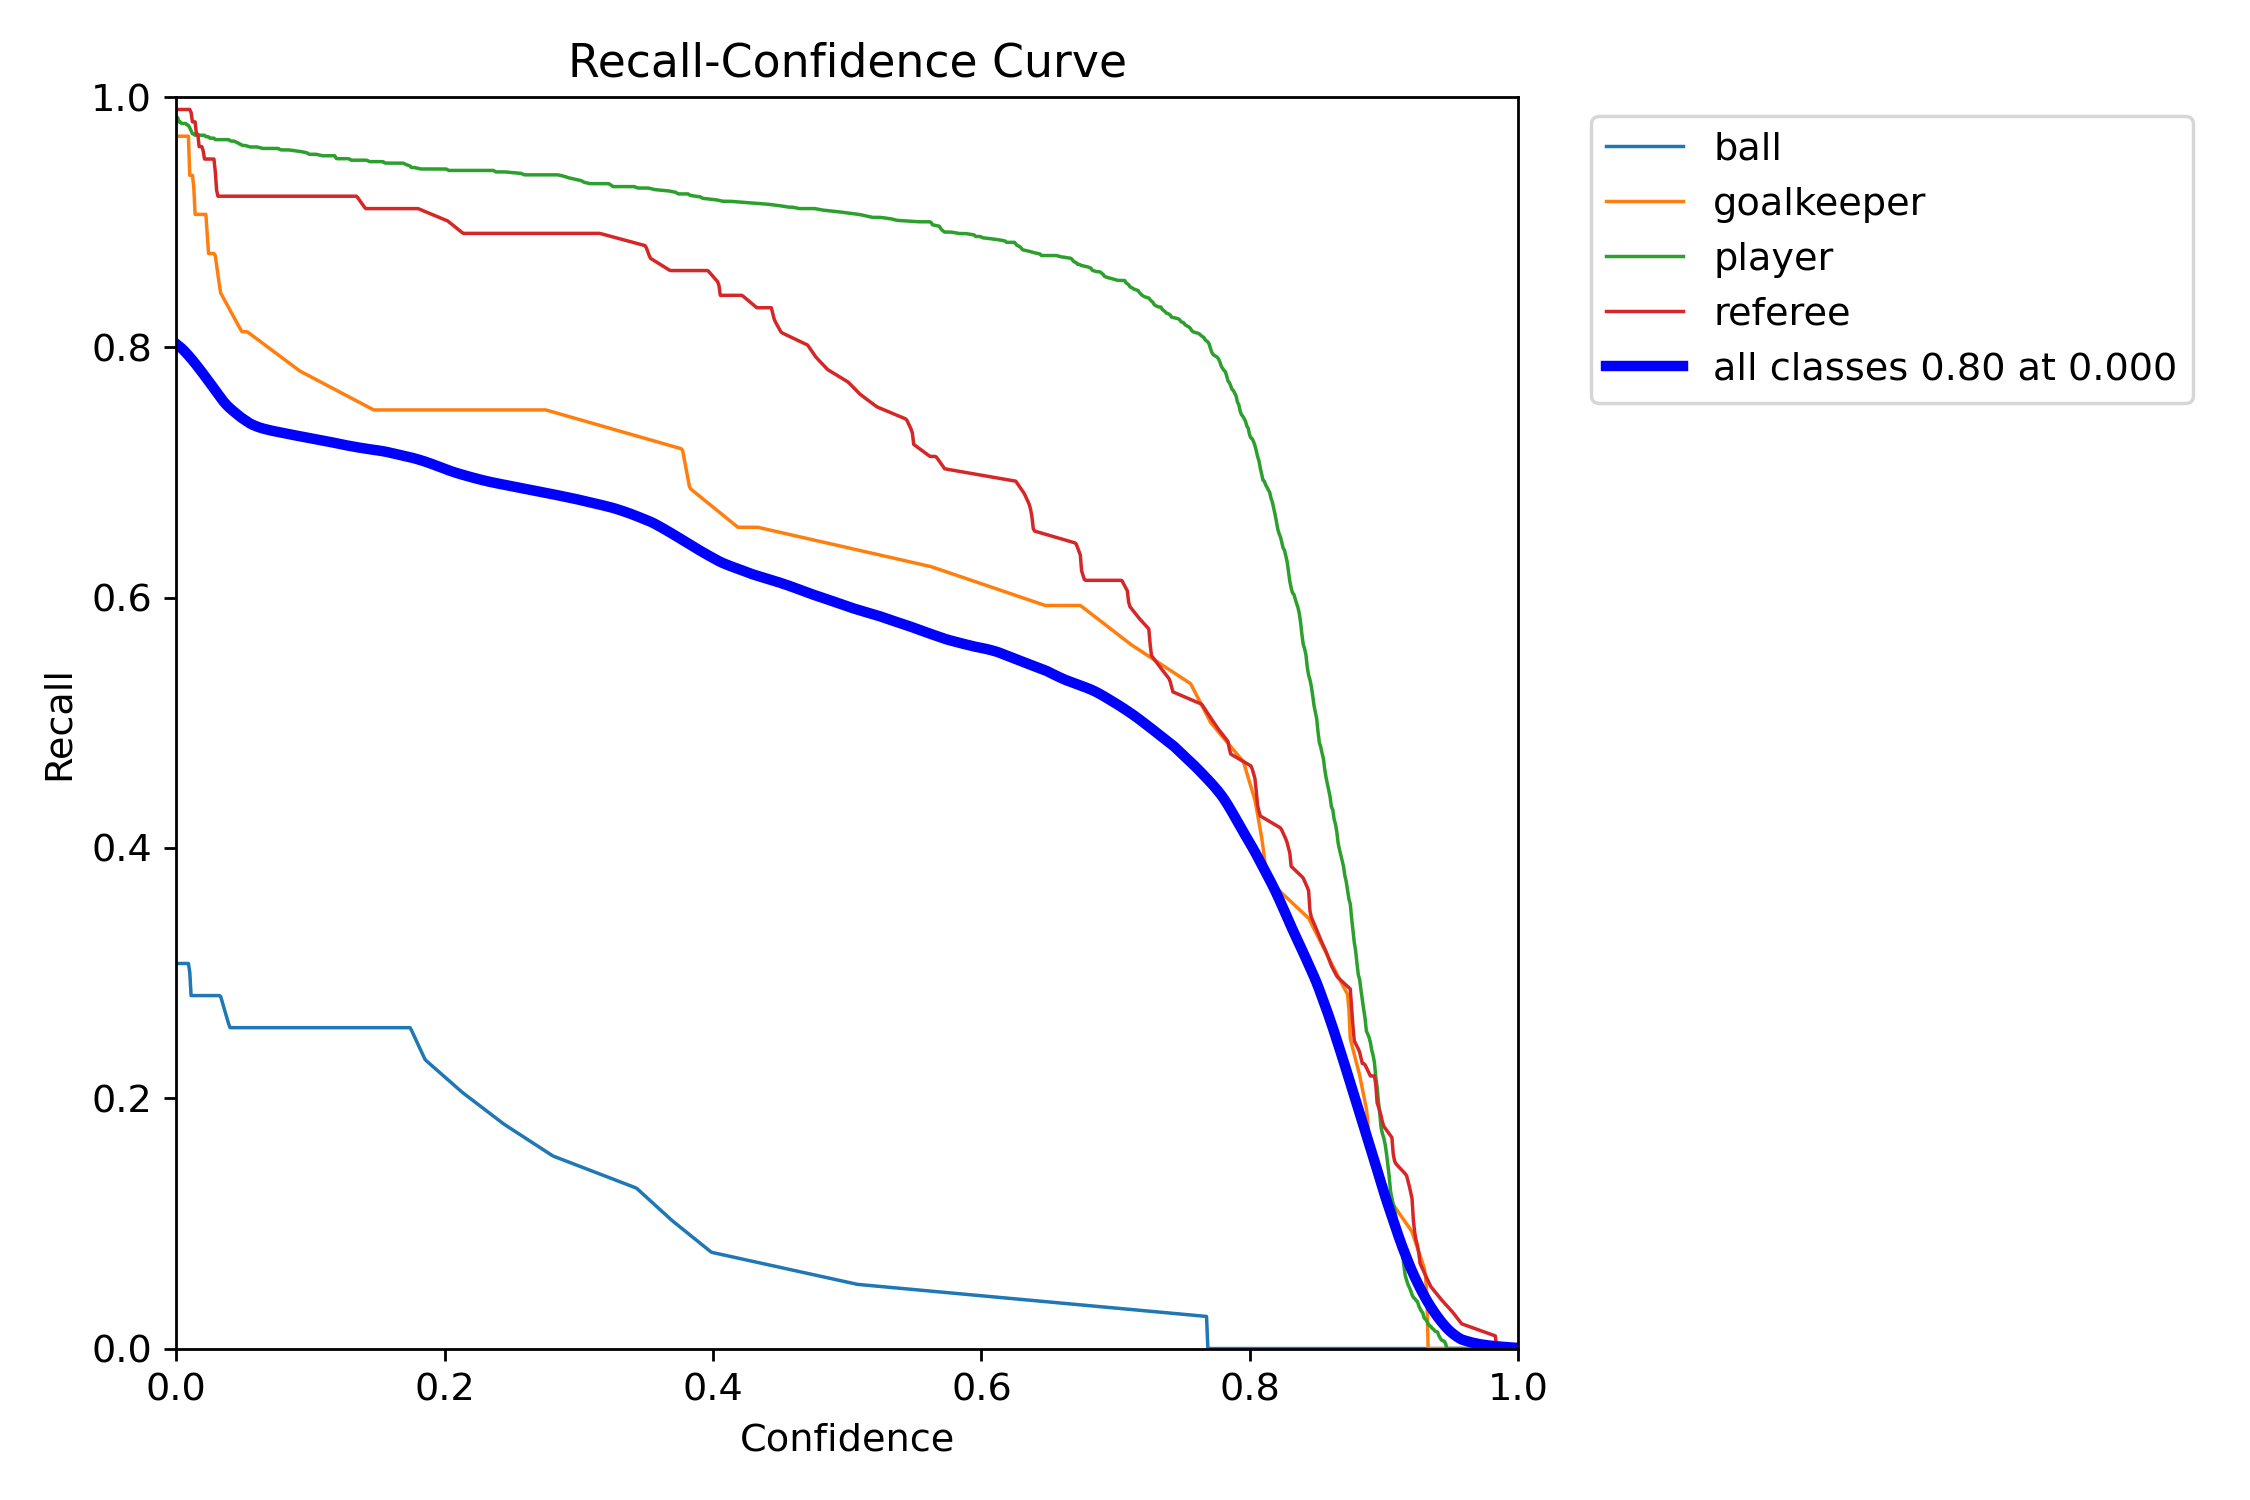 Recall-Confidence Curve
1.0
0.8
0.6
0.4
0.2
0.0
Recall
0.0 0.2 0.4 0.6 0.8 1.0
Confidence
ball
goalkeeper
player
referee
all classes 0.80 at 0.000